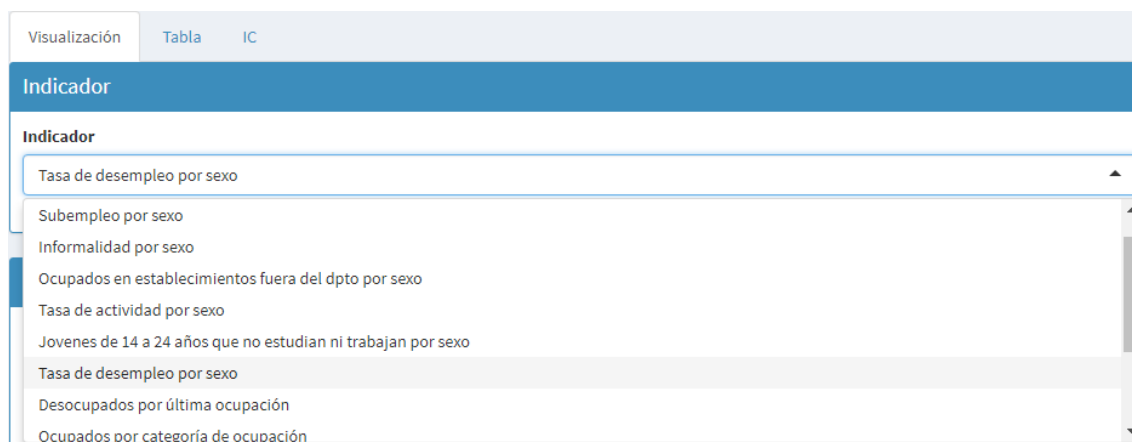 Visualización Tabla IC
Indicador
Indicador
Tasa de desempleo por sexo
Subempleo por sexo
Informalidad por sexo
Ocupados en establecimientos fuera del dpto por sexo
Tasa de actividad por sexo
Jovenes de 14 a 24 años que no estudian ni trabajan por sexo
Tasa de desempleo por sexo
Desocupados por última ocupación
Ocupados por categoría de ocupación